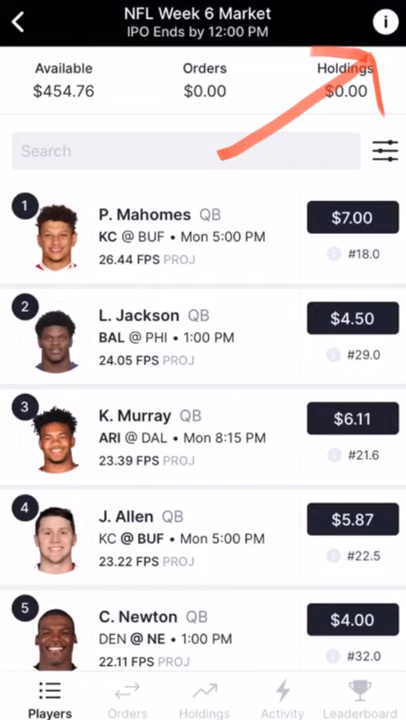 NFL Week 6 Market
IPO Ends by 12:00 PM
i
Available Orders Holdings
$454.76 $0.00 $0.00
Search
1
P. Mahomes QB
KC @ BUF • Mon 5:00 PM
26.44 FPS PROJ
$7.00
i #18.0
2
L. Jackson QB
BAL @ PHI • 1:00 PM
24.05 FPS PROJ
$4.50
i #29.0
3
K. Murray QB
ARI @ DAL • Mon 8:15 PM
23.39 FPS PROJ
$6.11
i #21.6
4
J. Allen QB
KC @ BUF • Mon 5:00 PM
23.22 FPS PROJ
$5.87
i #22.5
5
C. Newton QB
DEN @ NE • 1:00 PM
22.11 FPS PROJ
$4.00
i #32.0
Players Orders Holdings Activity Leaderboard